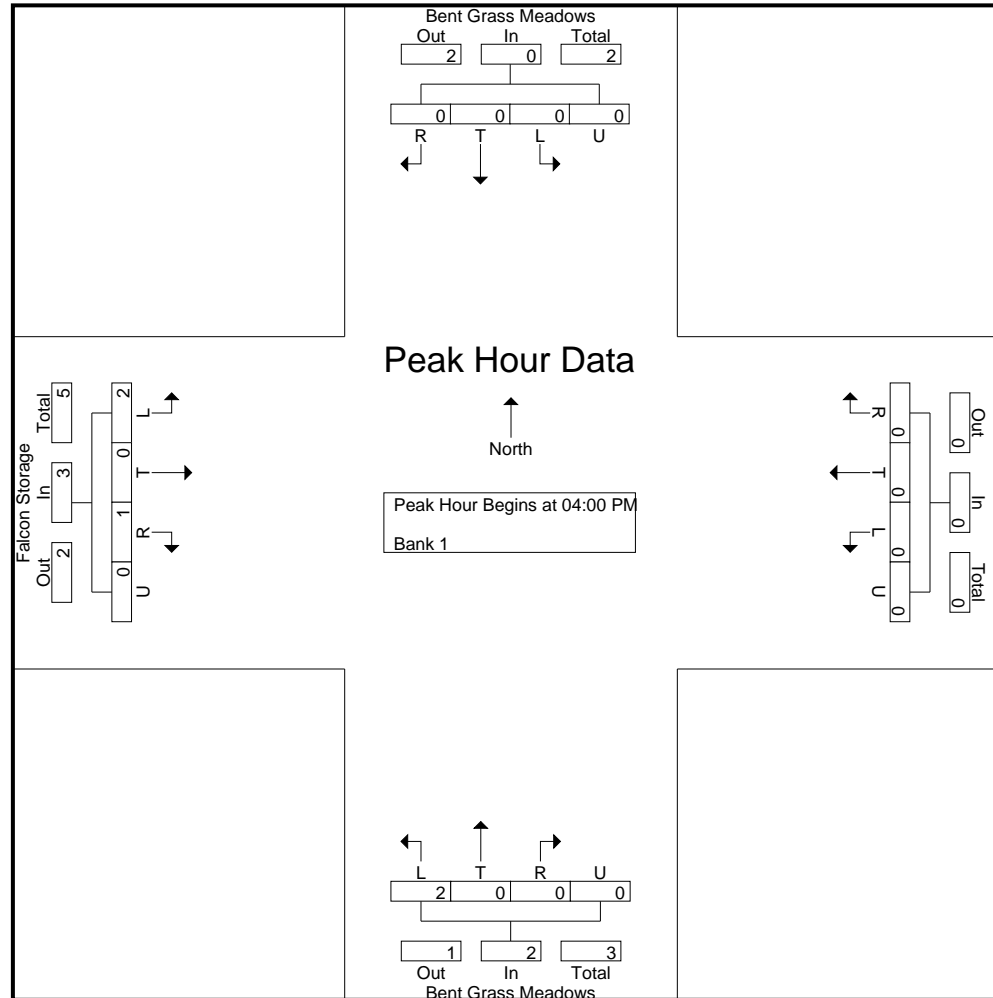 Bent Grass Meadows
Out In Total
2 0 2
0 0 0 0
R T L U
Peak Hour Data
North
Peak Hour Begins at 04:00 PM
Bank 1
Falcon Storage
Out In Total
2 3 5
0 1 0 2
U R T L
Out In Total
0 0 0
0 0 0 0
R T L U
L T R U
2 0 0 0
1 2 3
Out In Total
Bent Grass Meadows